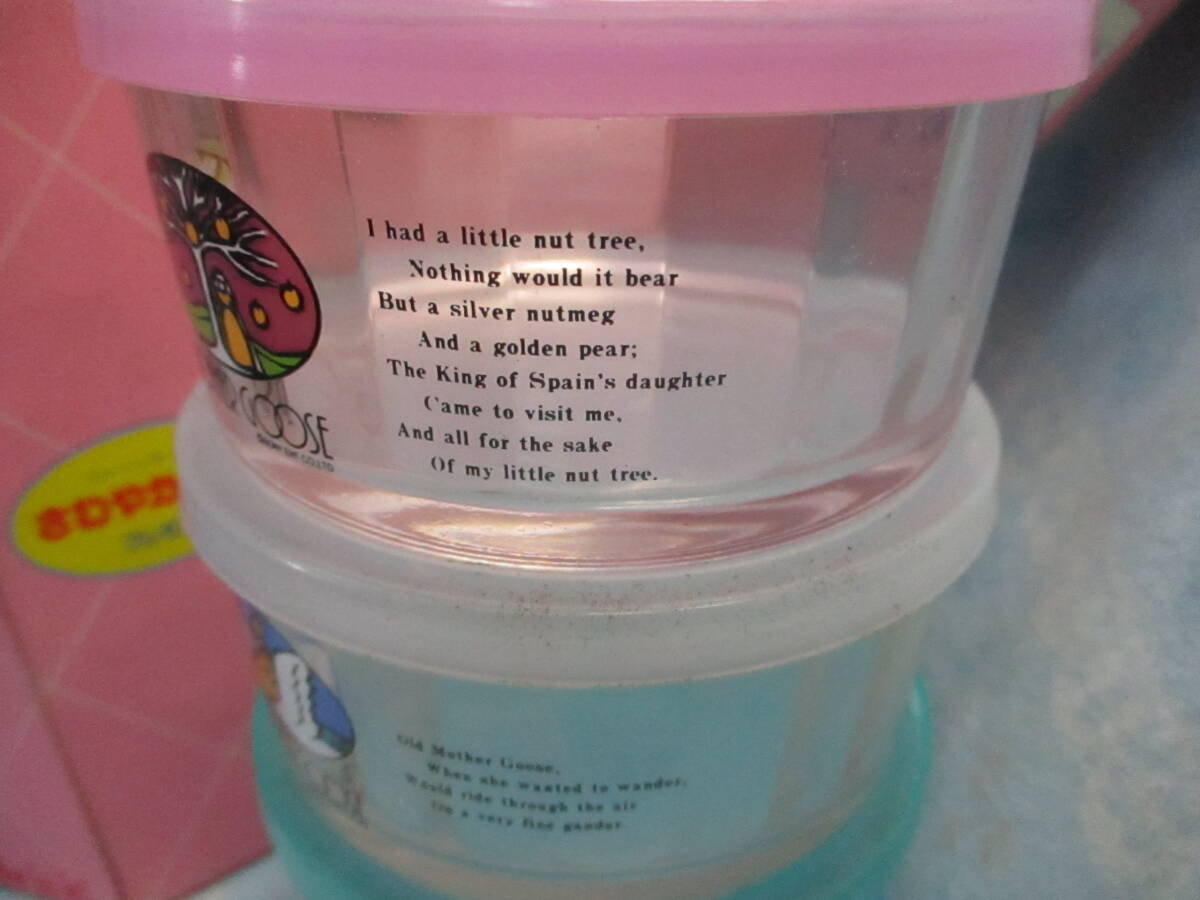 I had a little nut tree,
Nothing would it bear
But a silver nutmeg
And a golden pear;
The King of Spain's daughter
Came to visit me,
And all for the sake
Of my little nut tree.
GOOSE
CO.LTD
Old Mother Goose,
When she wanted to wander,
Would ride through the air
On a very fine gander.